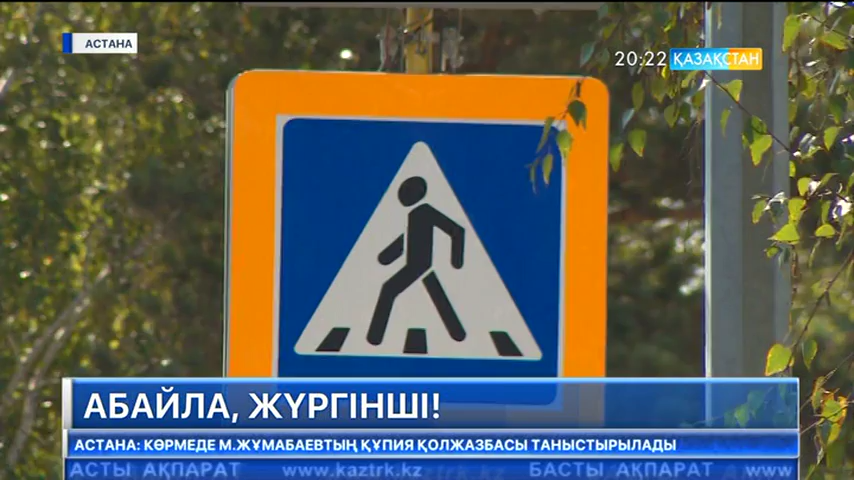 АСТАНА
20:22 ҚАЗАҚСТАН
АБАЙЛА, ЖҮРГІНШІ!
АСТАНА: КӨРМЕДЕ М.ЖҰМАБАЕВТЫҢ ҚҰПИЯ ҚОЛЖАЗБАСЫ ТАНЫСТЫРЫЛАДЫ
АСТЫ АҚПАРАТ www.kaztrk.kz БАСТЫ АҚПАРАТ www